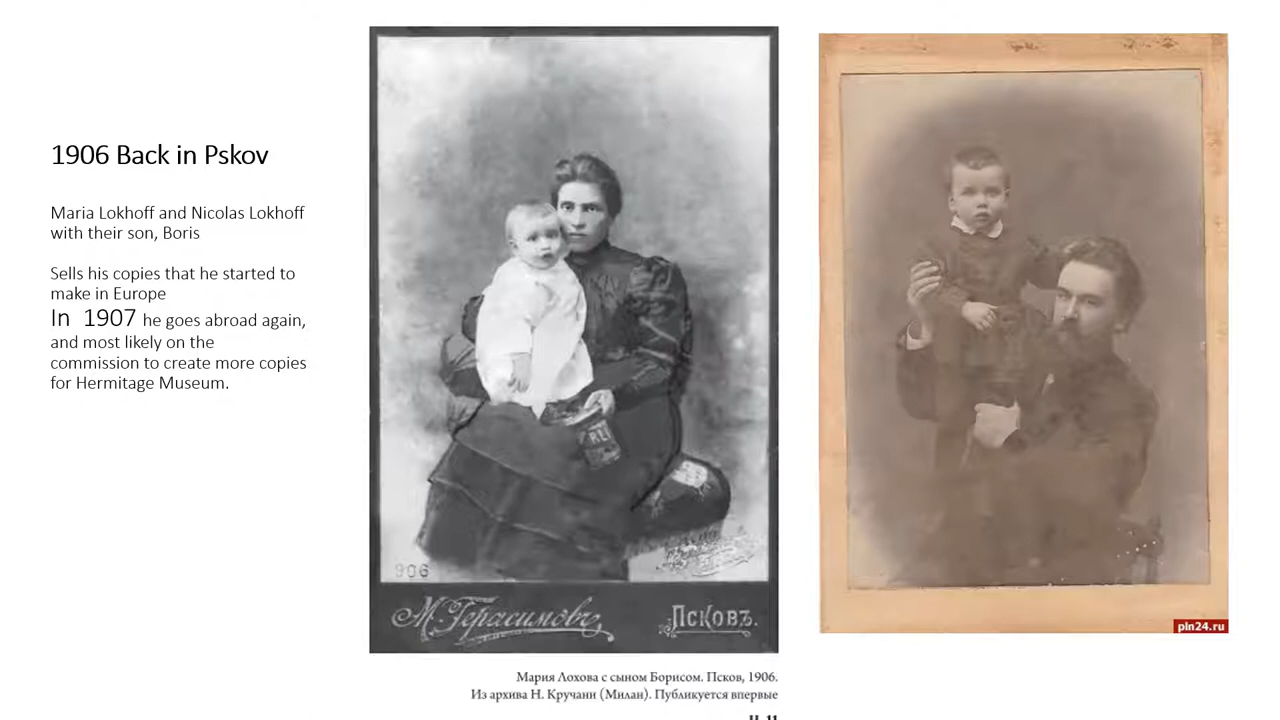 1906 Back in Pskov
Maria Lokhoff and Nicolas Lokhoff
with their son, Boris
Sells his copies that he started to
make in Europe
In 1907 he goes abroad again,
and most likely on the
commission to create more copies
for Hermitage Museum.
906
М. Герасимовъ
Псковъ.
Мария Лохова с сыном Борисом. Псков, 1906.
Из архива Н. Кручани (Милан). Публикуется впервые
pln24.ru